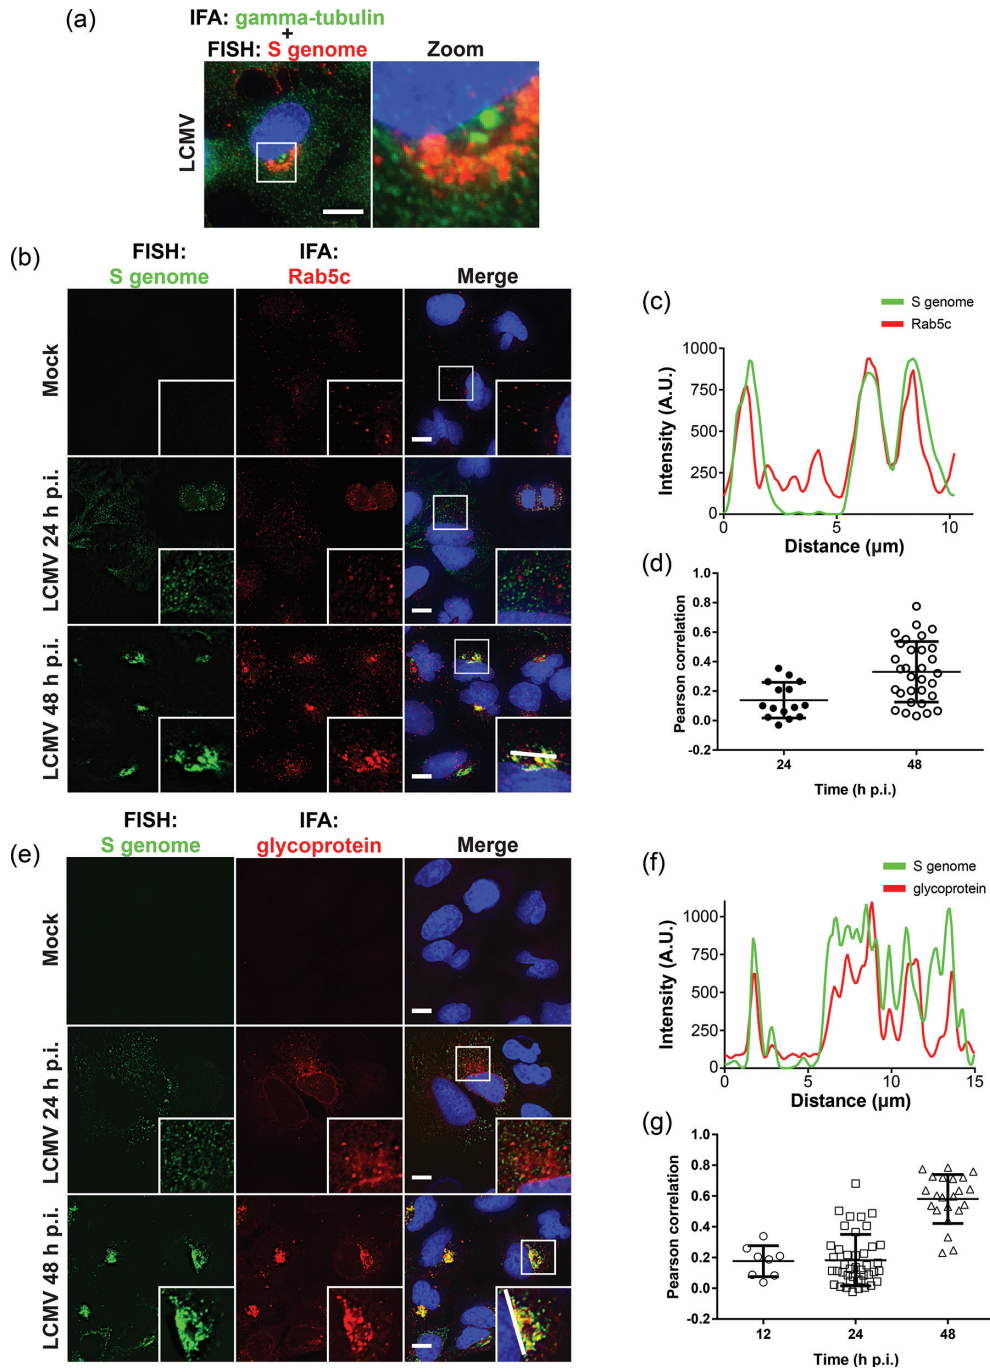 (a)
IFA: gamma-tubulin
+
FISH: S genome
Zoom
LCMV
(b)
FISH:
S genome
IFA:
Rab5c
Merge
Mock
LCMV 24 h p.i.
LCMV 48 h p.i.
(c)
S genome
Rab5c
Intensity (A.U.)
1000
750
500
250
0
0
5
10
Distance (μm)
(d)
Pearson correlation
1.0
0.8
0.6
0.4
0.2
0.0
-0.2
24
48
Time (h p.i.)
(e)
FISH:
S genome
IFA:
glycoprotein
Merge
Mock
LCMV 24 h p.i.
LCMV 48 h p.i.
(f)
S genome
glycoprotein
Intensity (A.U.)
1000
750
500
250
0
0
5
10
15
Distance (μm)
(g)
Pearson correlation
1.0
0.8
0.6
0.4
0.2
0.0
-0.2
12
24
48
Time (h p.i.)